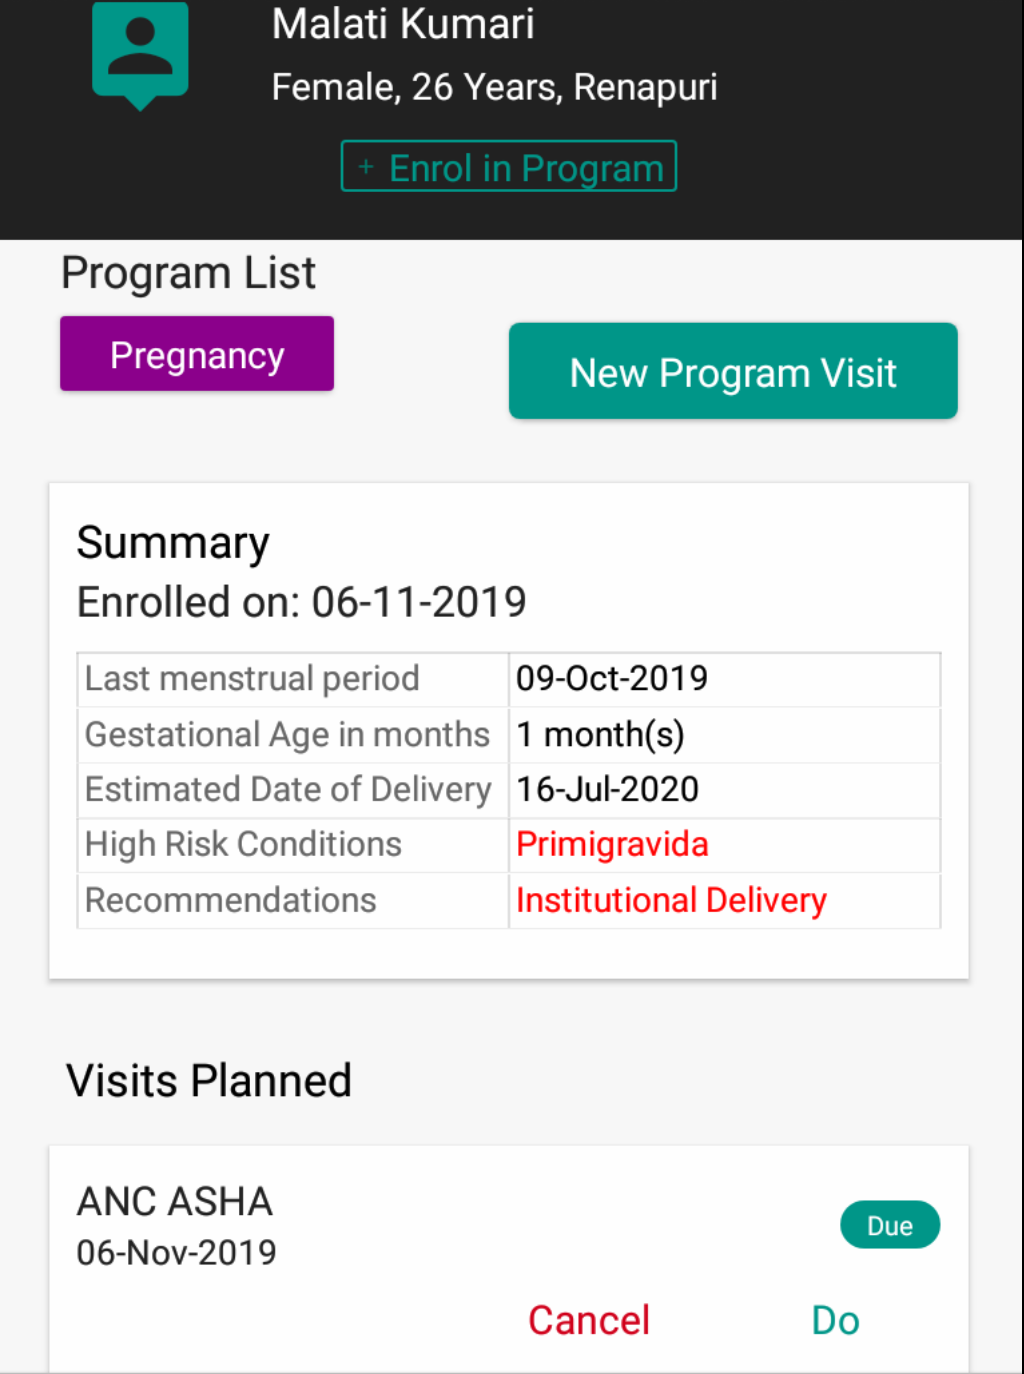 Malati Kumari
Female, 26 Years, Renapuri
+ Enrol in Program
Program List
Pregnancy
New Program Visit
Summary
Enrolled on: 06-11-2019
Last menstrual period 09-Oct-2019
Gestational Age in months 1 month(s)
Estimated Date of Delivery 16-Jul-2020
High Risk Conditions Primigravida
Recommendations Institutional Delivery
Visits Planned
ANC ASHA
06-Nov-2019
Due
Cancel Do